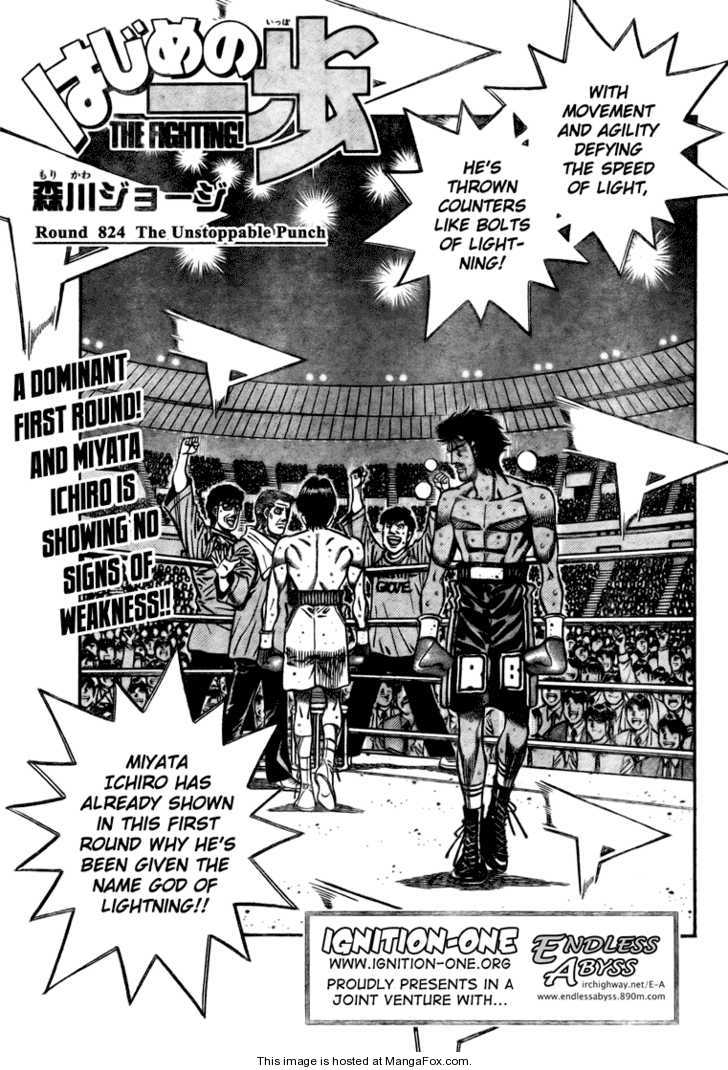 はじめの一歩
いっぽ
THE FIGHTING!
もり かわ
森川ジョージ
Round 824 The Unstoppable Punch
WITH
MOVEMENT
AND AGILITY
DEFYING
THE SPEED
OF LIGHT,
HE'S
THROWN
COUNTERS
LIKE BOLTS
OF LIGHT-
NING!
A DOMINANT
FIRST ROUND!
AND MIYATA
ICHIRO IS
SHOWING NO
SIGNS OF
WEAKNESS!!
GIOVE
B B
MIYATA
ICHIRO HAS
ALREADY SHOWN
IN THIS FIRST
ROUND WHY HE'S
BEEN GIVEN THE
NAME GOD OF
LIGHTNING!!
IGNITION-ONE
WWW.IGNITION-ONE.ORG
PROUDLY PRESENTS IN A
JOINT VENTURE WITH...
ENDLESS
ABYSS
irchighway.net/E-A
www.endlessabyss.890m.com
This image is hosted at MangaFox.com.